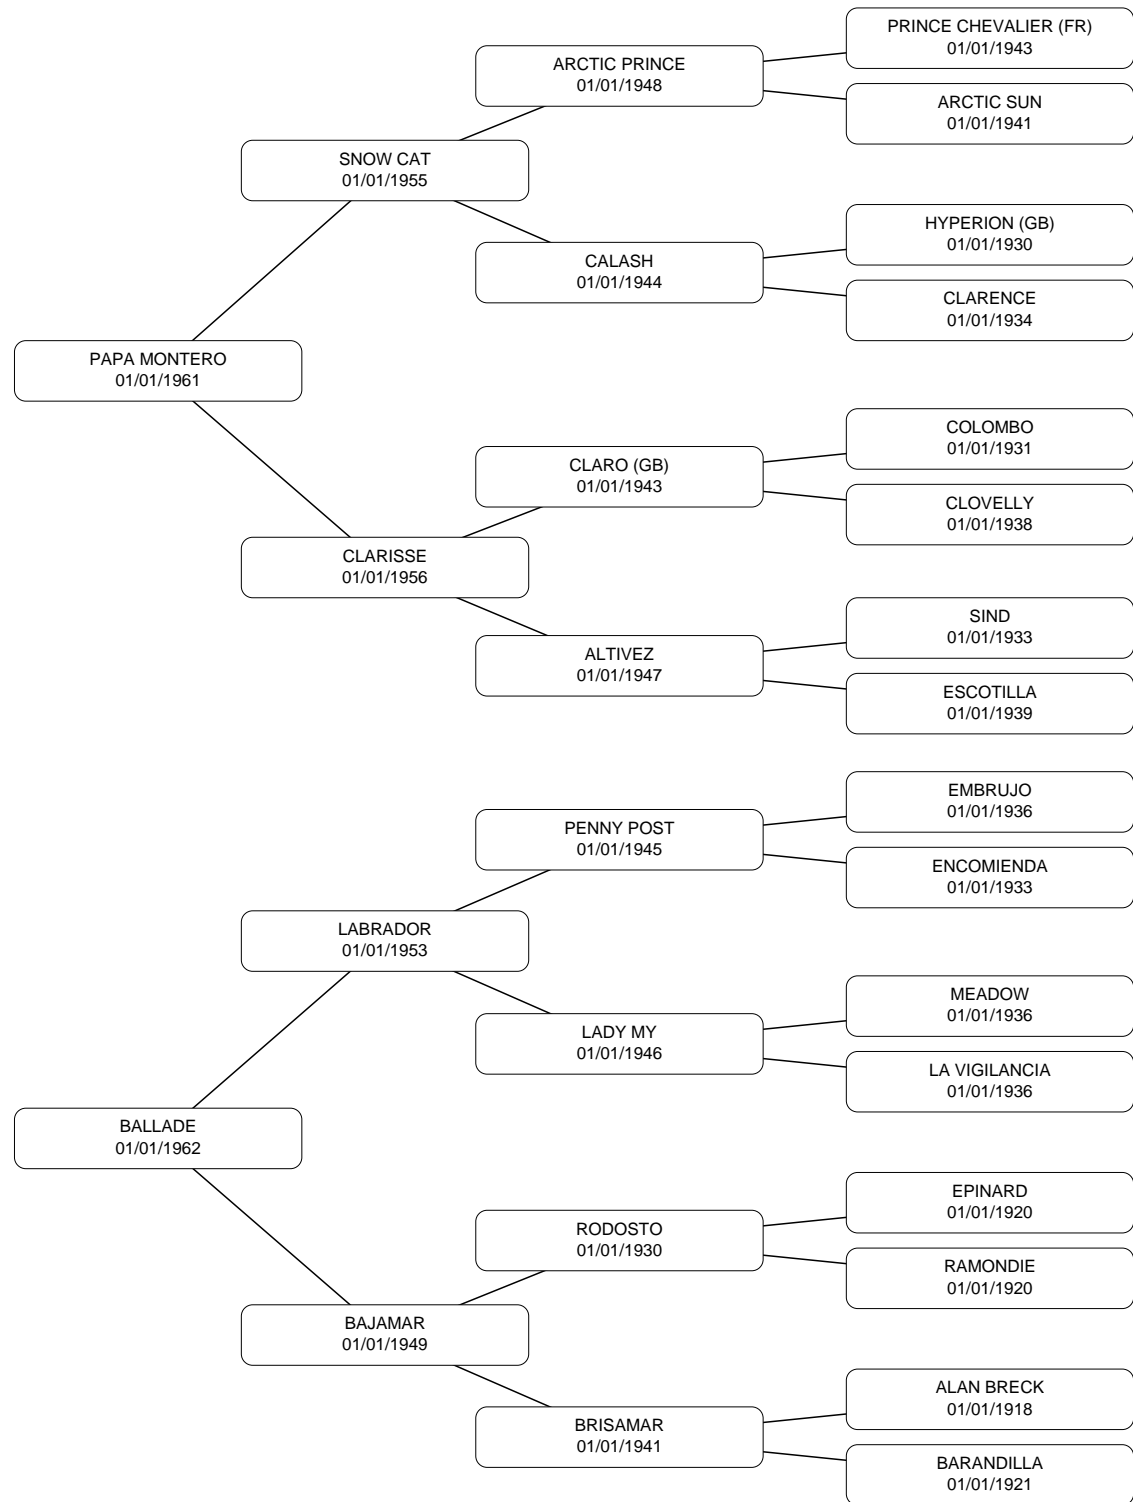 PRINCE CHEVALIER (FR)
01/01/1943
ARCTIC PRINCE
01/01/1948
ARCTIC SUN
01/01/1941
SNOW CAT
01/01/1955
HYPERION (GB)
01/01/1930
CALASH
01/01/1944
CLARENCE
01/01/1934
PAPA MONTERO
01/01/1961
COLOMBO
01/01/1931
CLARO (GB)
01/01/1943
CLOVELLY
01/01/1938
CLARISSE
01/01/1956
SIND
01/01/1933
ALTIVEZ
01/01/1947
ESCOTILLA
01/01/1939
EMBRUJO
01/01/1936
PENNY POST
01/01/1945
ENCOMIENDA
01/01/1933
LABRADOR
01/01/1953
MEADOW
01/01/1936
LADY MY
01/01/1946
LA VIGILANCIA
01/01/1936
BALLADE
01/01/1962
EPINARD
01/01/1920
RODOSTO
01/01/1930
RAMONDIE
01/01/1920
BAJAMAR
01/01/1949
ALAN BRECK
01/01/1918
BRISAMAR
01/01/1941
BARANDILLA
01/01/1921